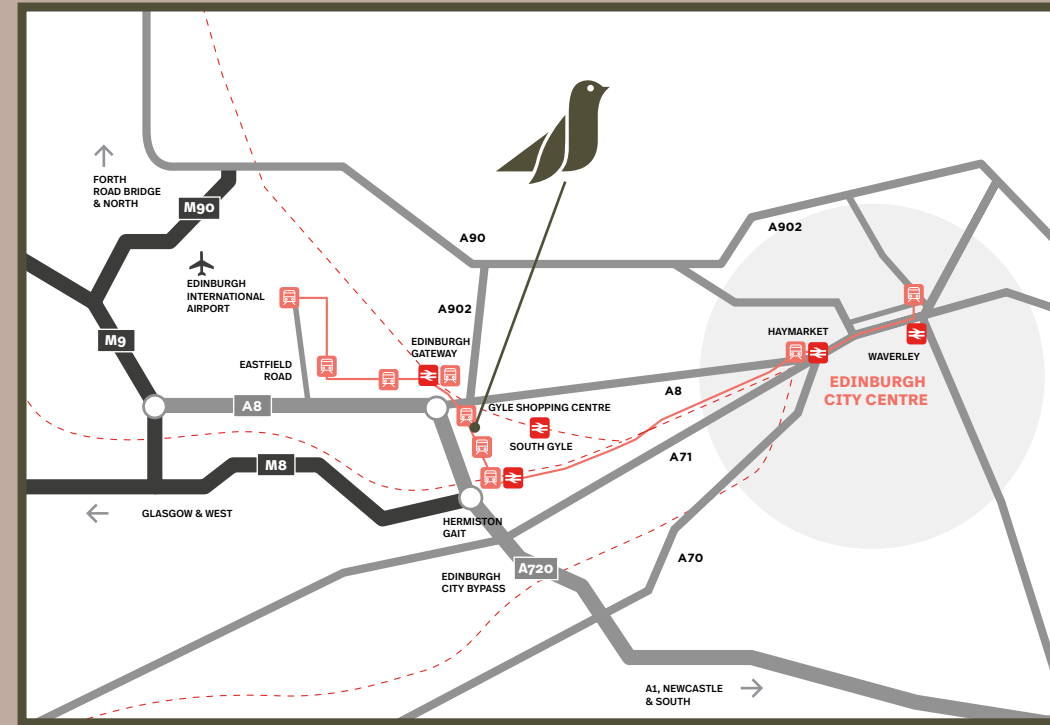 FORTH
ROAD BRIDGE
& NORTH
M90
A90
A902
EDINBURGH
INTERNATIONAL
AIRPORT
A902
M9
EDINBURGH
GATEWAY
HAYMARKET
WAVERLEY
EASTFIELD
ROAD
EDINBURGH
CITY CENTRE
A8
A8
GYLE SHOPPING CENTRE
SOUTH GYLE
M8
A71
GLASGOW & WEST
HERMISTON
GAIT
A70
A720
EDINBURGH
CITY BYPASS
A1, NEWCASTLE
& SOUTH